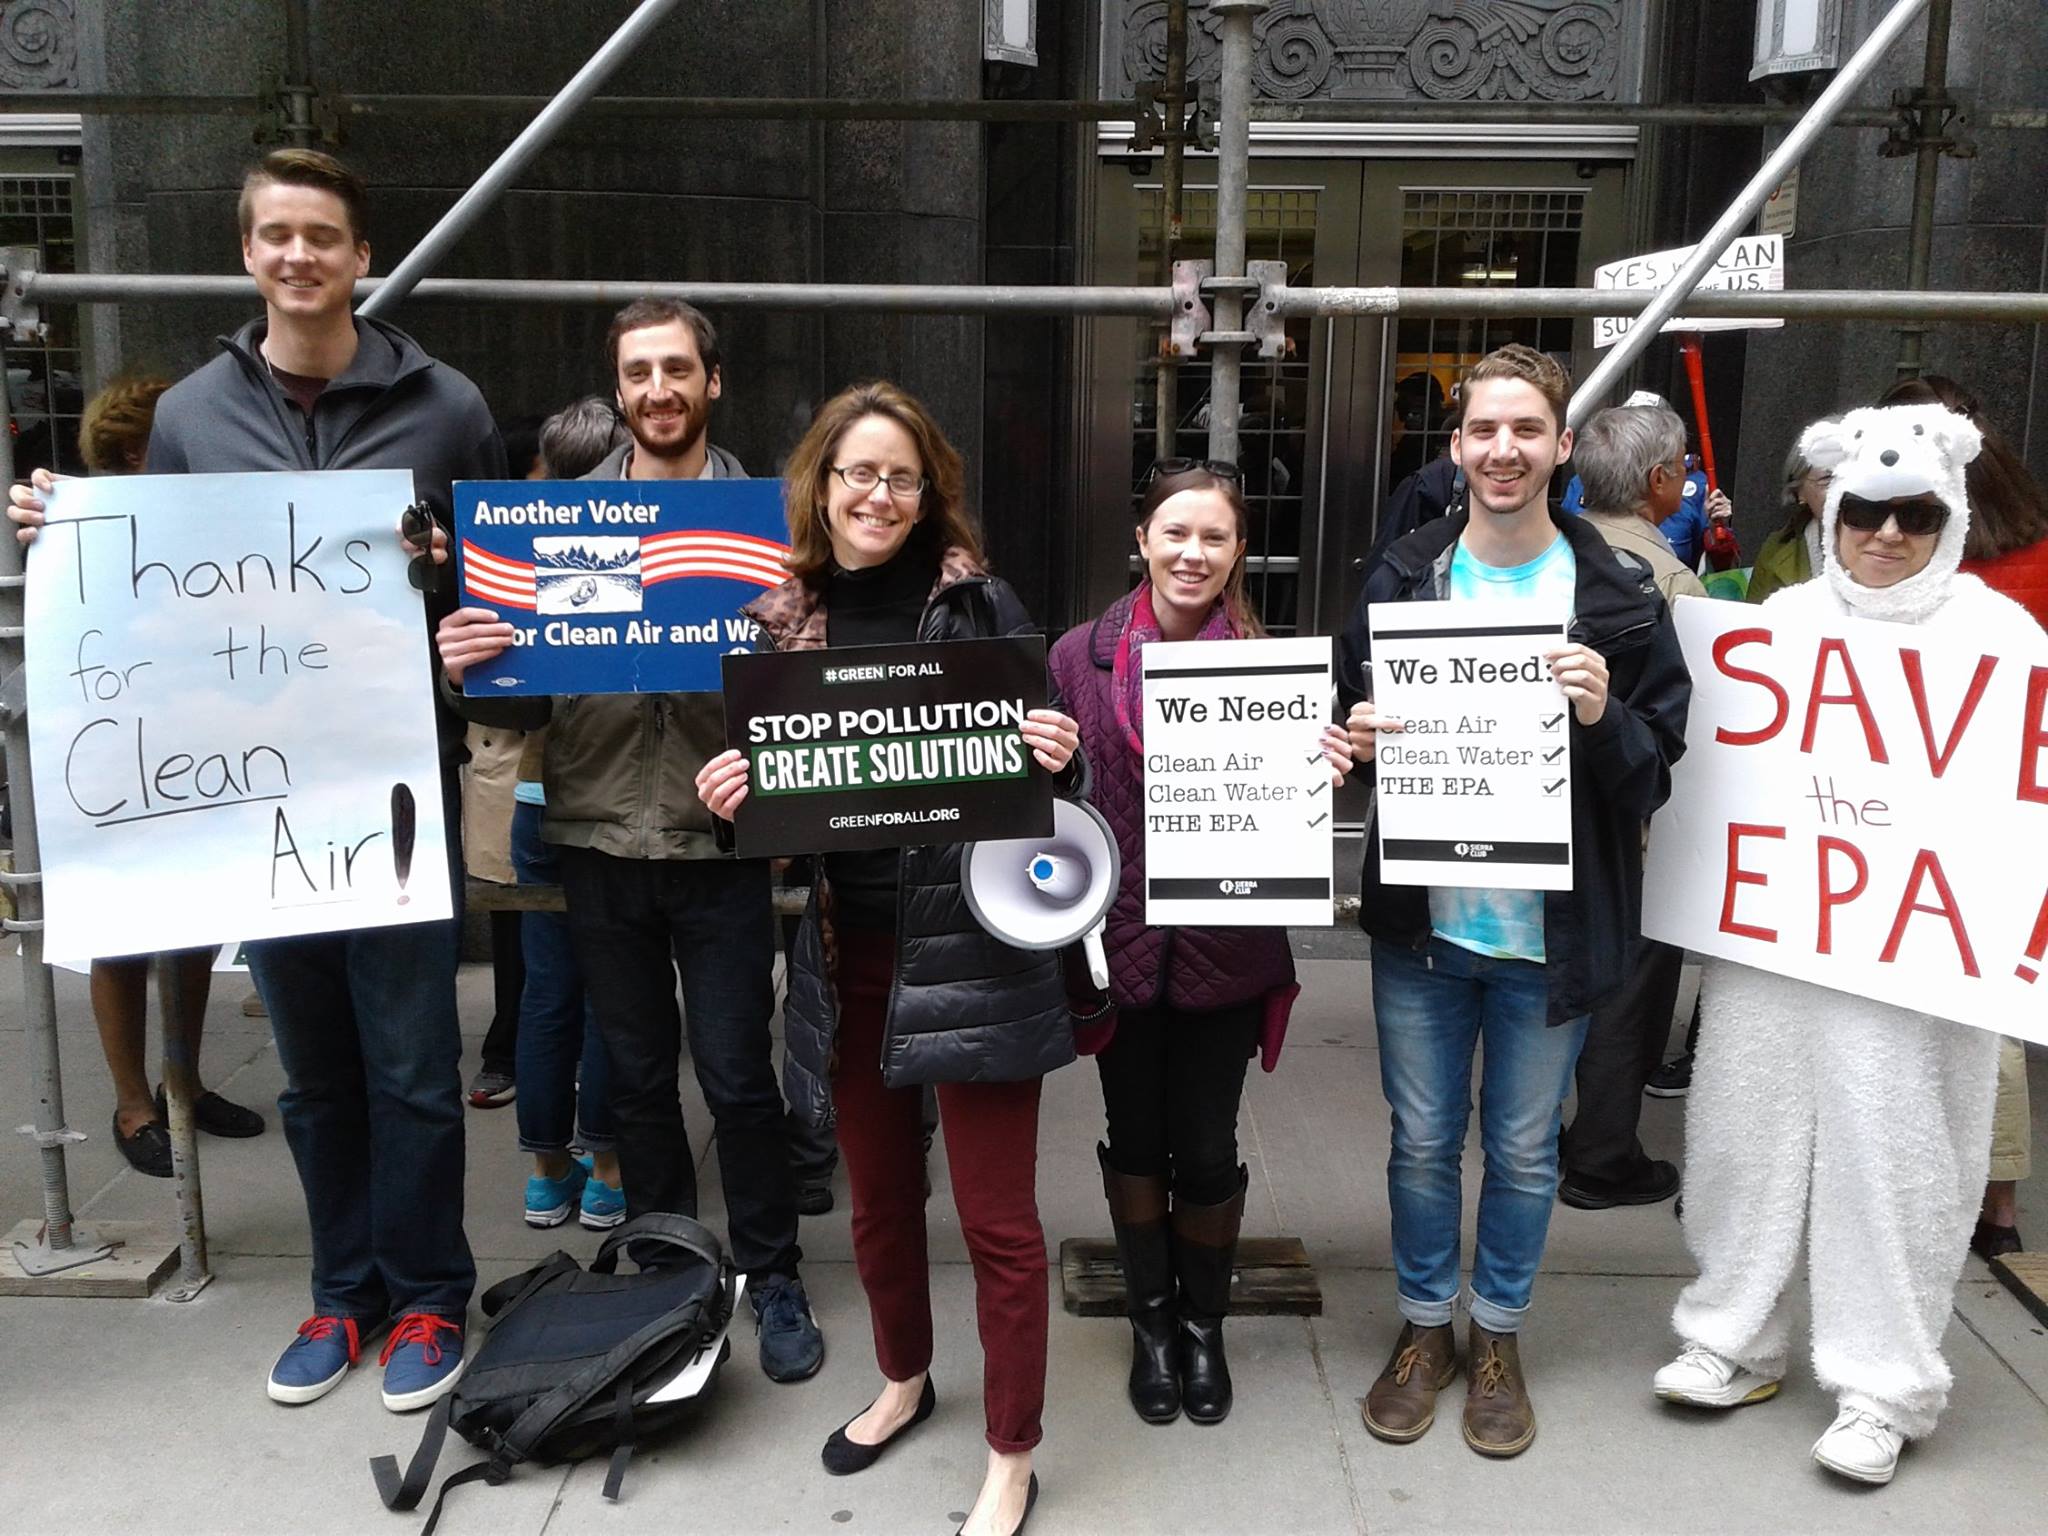 Thanks
for the
Clean
Air!
Another Voter
for Clean Air and
#GREEN FOR ALL
STOP POLLUTION
CREATE SOLUTIONS
GREENFORALL.ORG
We Need:
Clean Air
Clean Water
THE EPA
SIERRA
CLUB
We Need:
Clean Air
Clean Water
THE EPA
SIERRA
CLUB
YES CAN
THE U.S.
SAVE
the
EPA!